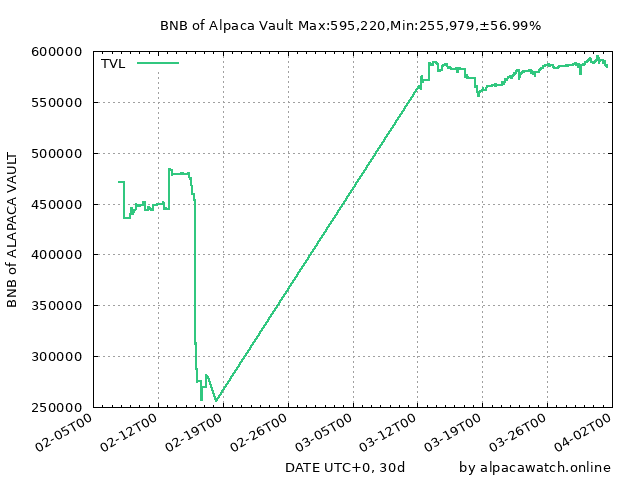 BNB of Alpaca Vault Max:595,220,Min:255,979,±56.99%
TVL
600000
550000
500000
450000
400000
350000
300000
250000
BNB of ALAPACA VAULT
02-05T00
02-12T00
02-19T00
02-26T00
03-05T00
03-12T00
03-19T00
03-26T00
04-02T00
DATE UTC+0, 30d
by alpacawatch.online